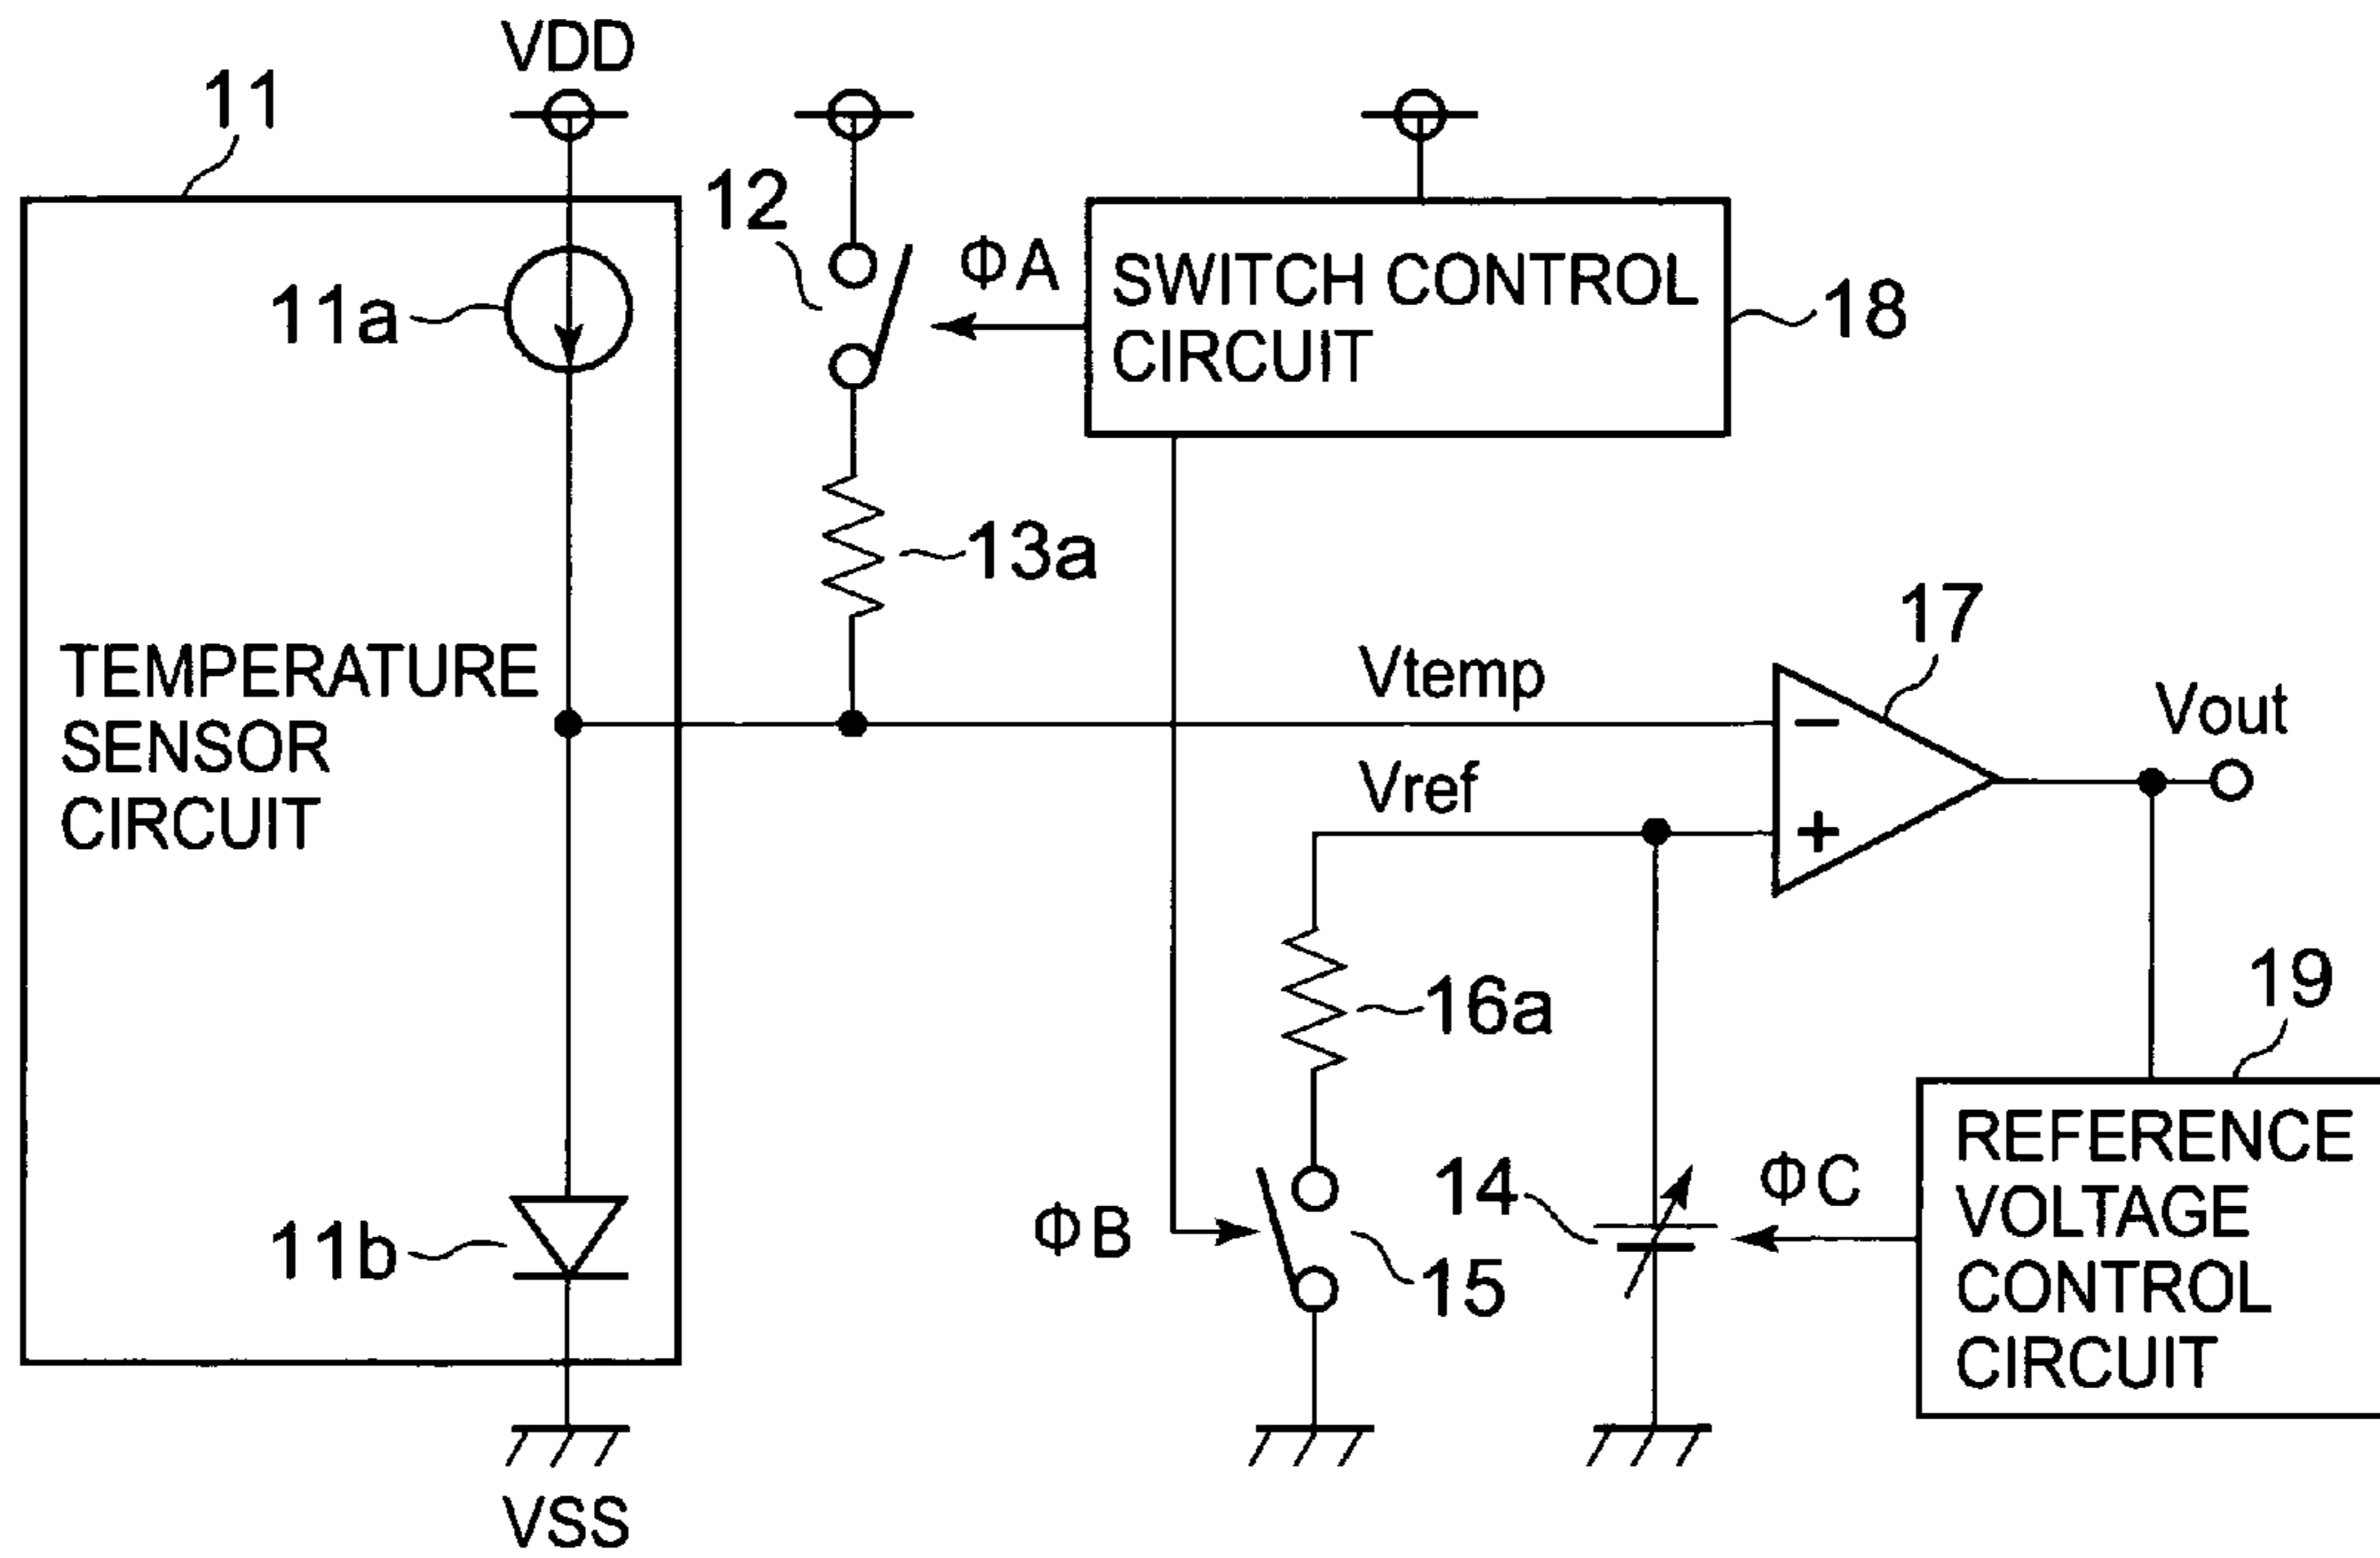 VDD
11
12
ΦA
SWITCH CONTROL
CIRCUIT
18
11a
13a
17
TEMPERATURE
SENSOR
CIRCUIT
Vtemp
−
Vout
Vref
+
16a
19
REFERENCE
VOLTAGE
CONTROL
CIRCUIT
11b
ΦB
15
14
ΦC
VSS